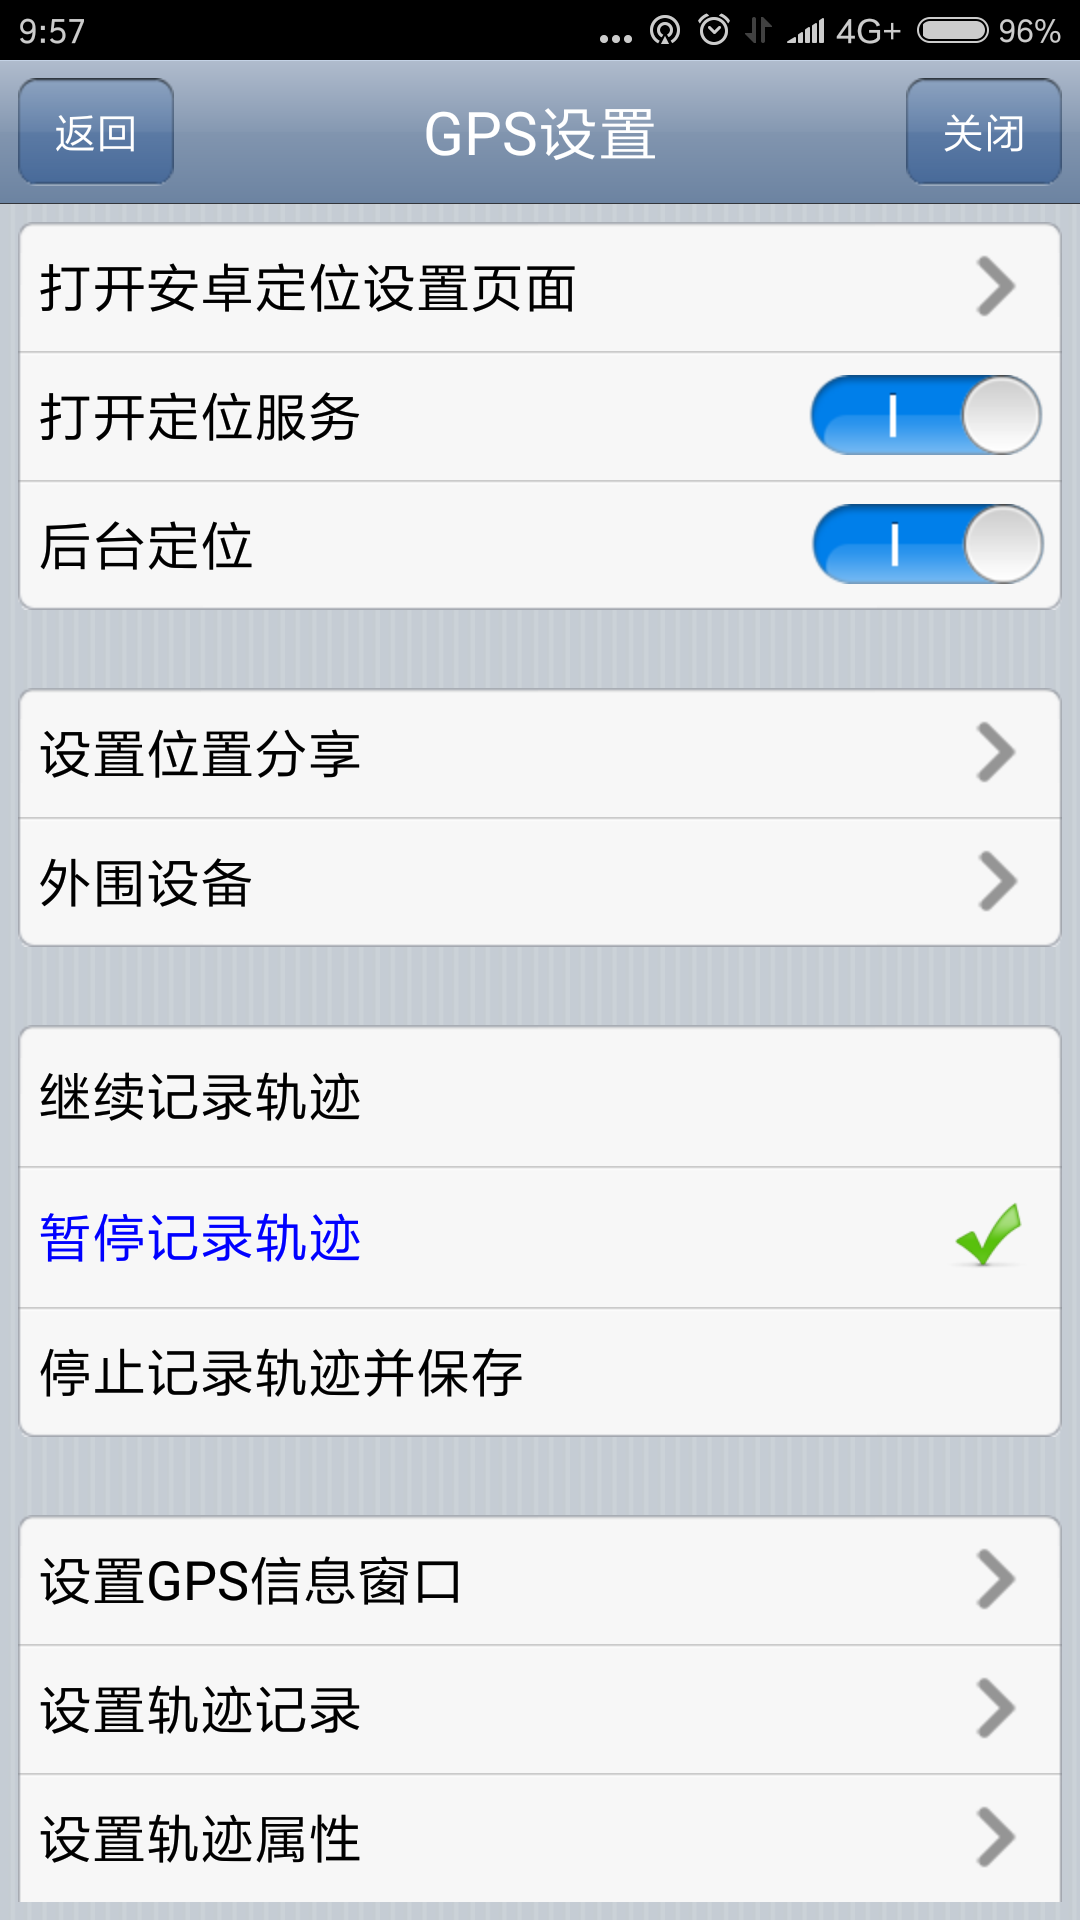 9:57 ... 4G+ 96%
返回 GPS设置 关闭
打开安卓定位设置页面
打开定位服务
后台定位
设置位置分享
外围设备
继续记录轨迹
暂停记录轨迹
停止记录轨迹并保存
设置GPS信息窗口
设置轨迹记录
设置轨迹属性